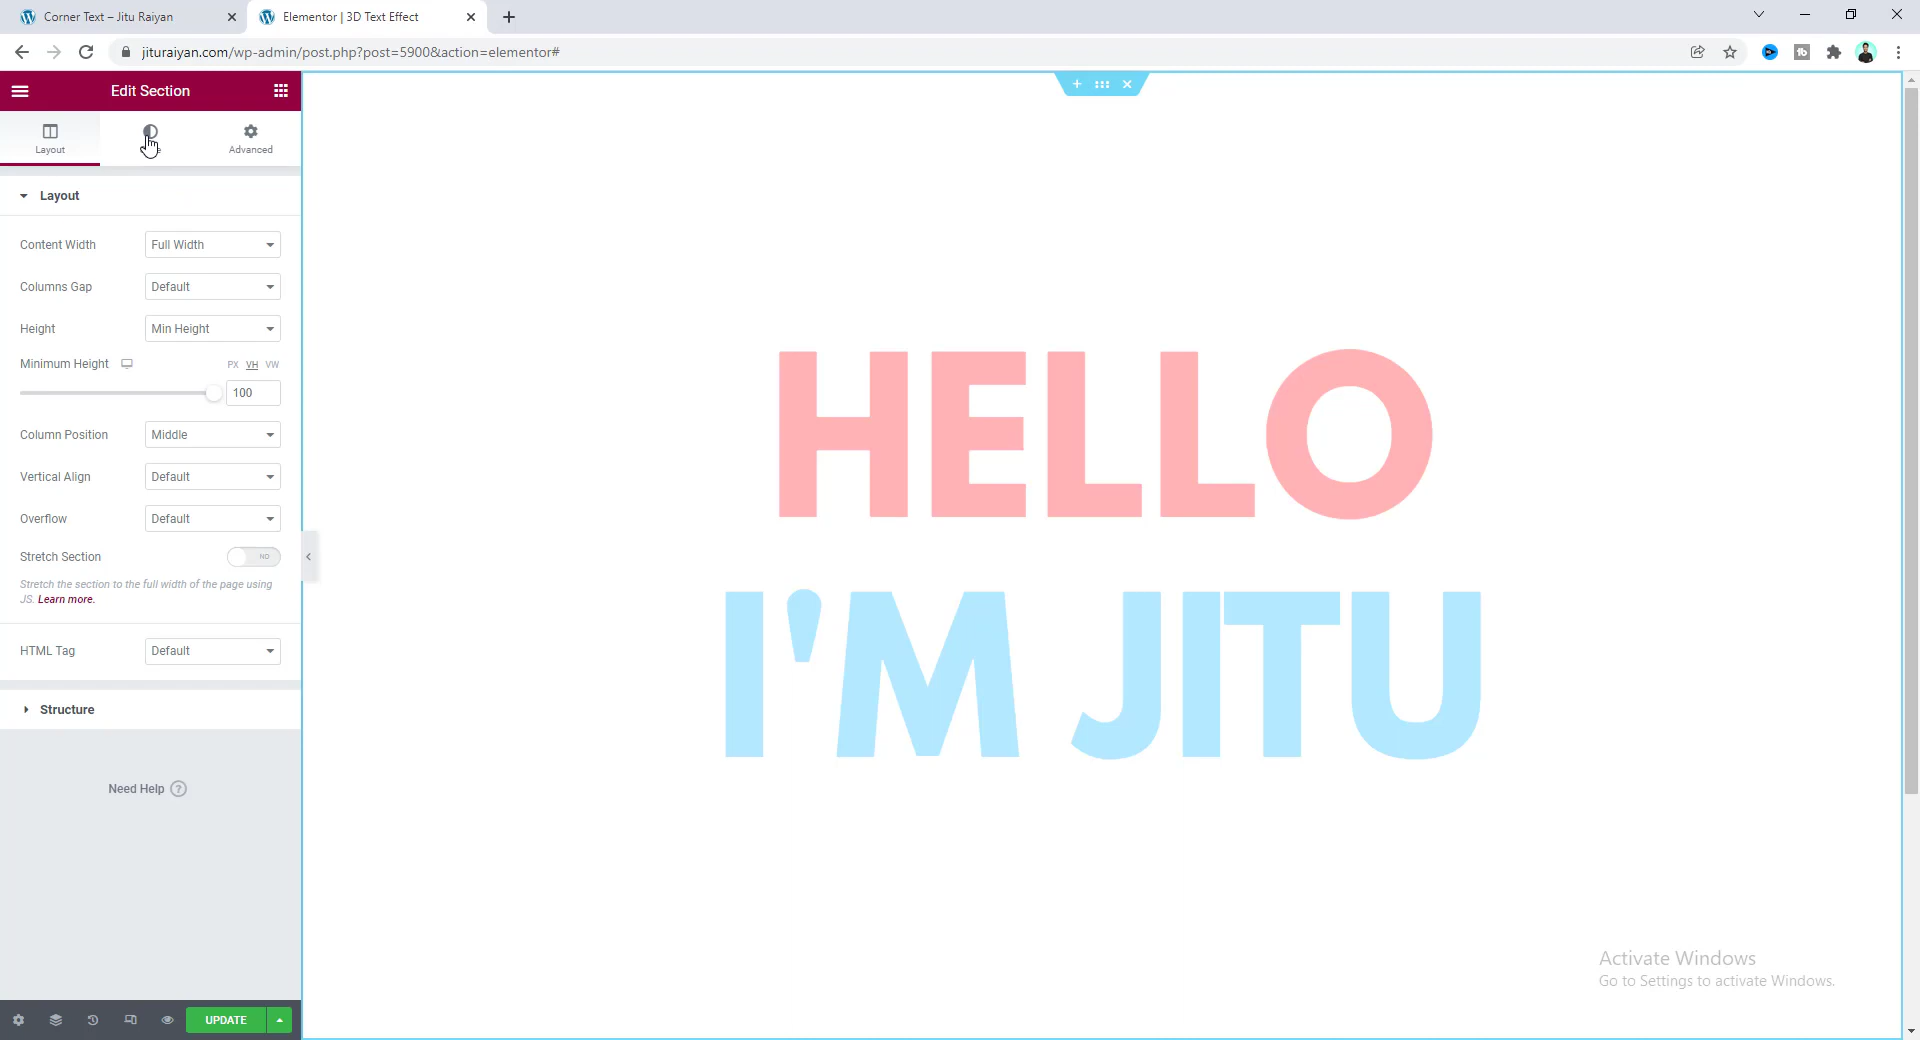 Corner Text – Jitu Raiyan
Elementor | 3D Text Effect
jituraiyan.com/wp-admin/post.php?post=5900&action=elementor#
Edit Section
Layout
Advanced
Layout
Content Width
Full Width
Columns Gap
Default
Height
Min Height
Minimum Height
PX VH VW
100
Column Position
Middle
Vertical Align
Default
Overflow
Default
Stretch Section
NO
Stretch the section to the full width of the page using
JS. Learn more.
HTML Tag
Default
Structure
Need Help ?
UPDATE
HELLO
I'M JITU
Activate Windows
Go to Settings to activate Windows.